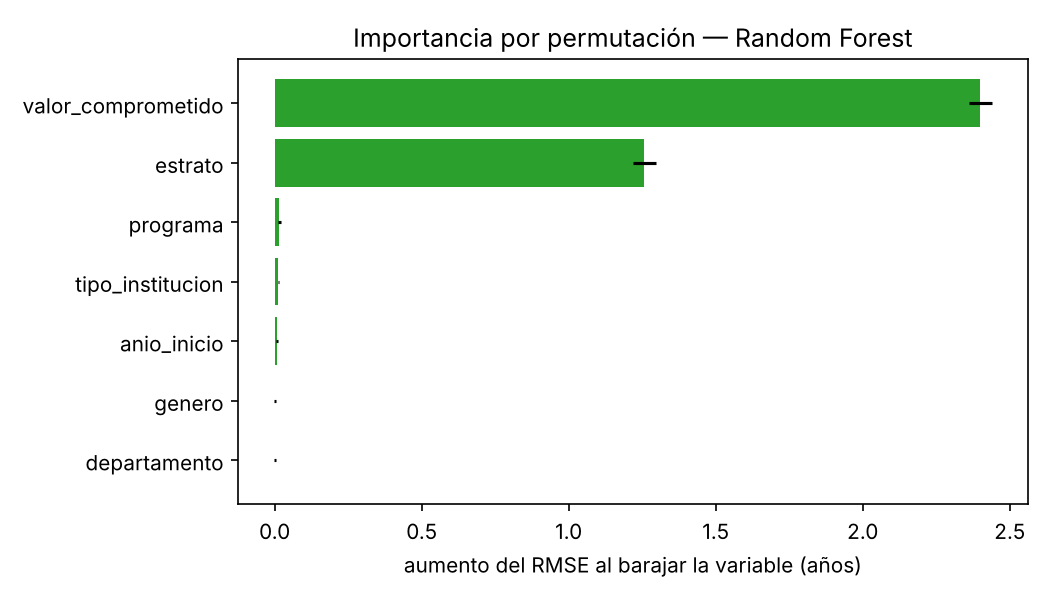 Importancia por permutación — Random Forest
valor_comprometido
estrato
programa
tipo_institucion
anio_inicio
genero
departamento
0.0 0.5 1.0 1.5 2.0 2.5
aumento del RMSE al barajar la variable (años)